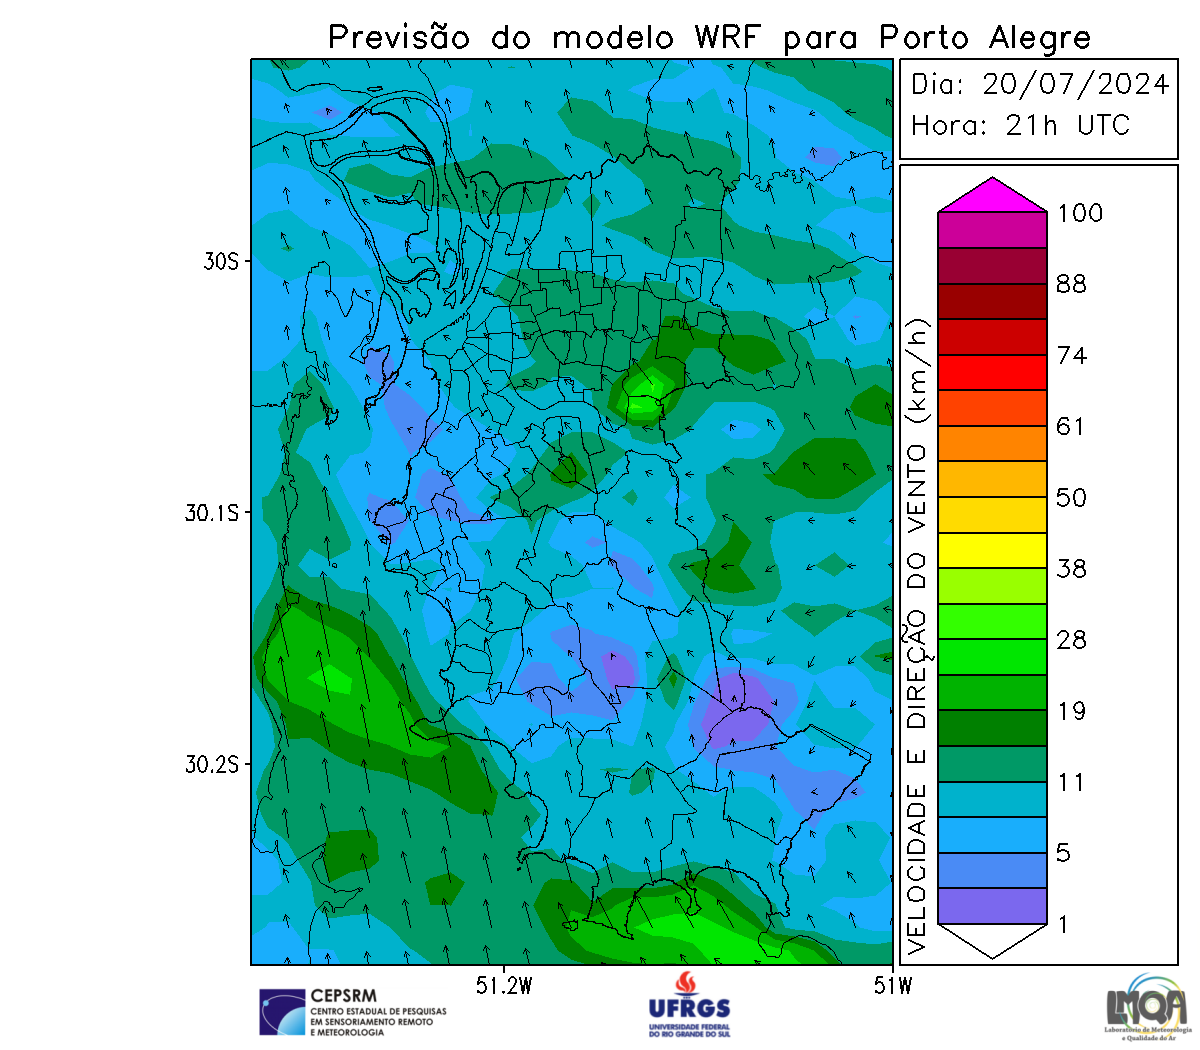 Previsão do modelo WRF para Porto Alegre
Dia: 20/07/2024
Hora: 21h UTC
30S
30.1S
30.2S
51.2W
51W
VELOCIDADE E DIREÇÃO DO VENTO (km/h)
100
88
74
61
50
38
28
19
11
5
1
CEPSRM
CENTRO ESTADUAL DE PESQUISAS
EM SENSORIAMENTO REMOTO
E METEOROLOGIA
UFRGS
UNIVERSIDADE FEDERAL
DO RIO GRANDE DO SUL
LMQA
Laboratório de Meteorologia
e Qualidade do Ar